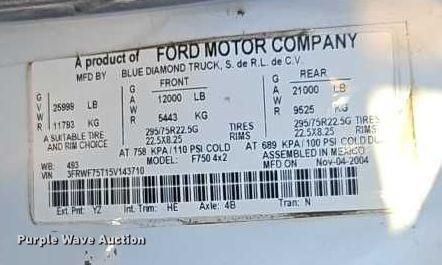 A product of FORD MOTOR COMPANY
MFD BY BLUE DIAMOND TRUCK, S. de R.L. de C.V.
FRONT REAR
GVWR 25999 LB GAWR 12000 LB GAWR 21000 LB
11793 KG 5443 KG 9525 KG
A SUITABLE TIRE AND RIM CHOICE
295/75R22.5G TIRES 295/75R22.5G TIRES
22.5X8.25 RIMS 22.5X8.25 RIMS
AT 758 KPA/110 PSI COLD AT 689 KPA/100 PSI COLD
WB: 493 MODEL: F750 4x2 ASSEMBLED IN MEXICO
VIN 3FRWF75T15V143710 MFD ON Nov-04-2004
Ext. Pnt: YZ Int. Trim: HE Axle: 4B Tran: N
Purple Wave Auction